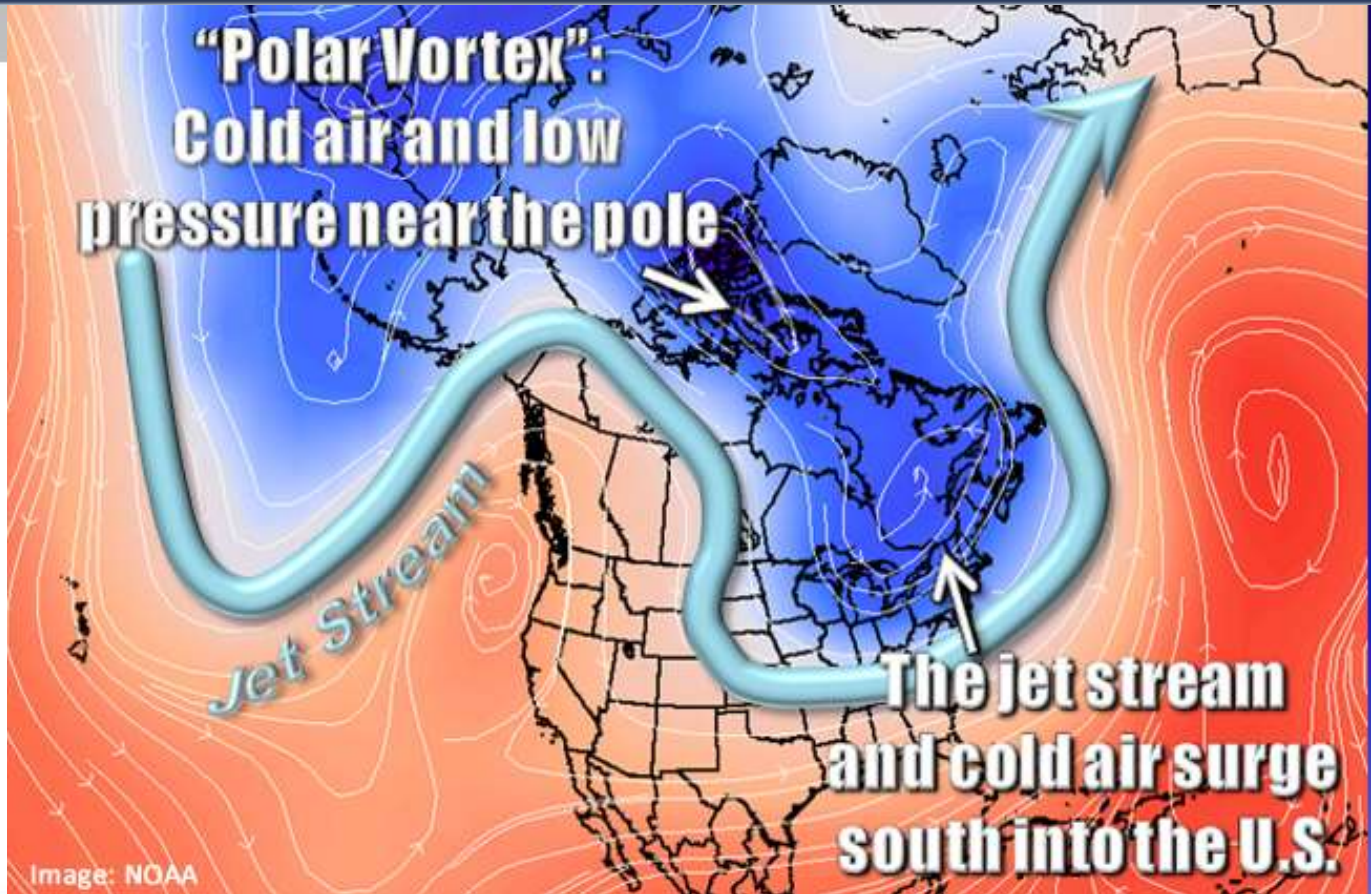 “Polar Vortex”:
Cold air and low
pressure near the pole
Jet Stream
The jet stream
and cold air surge
south into the U.S.
Image: NOAA